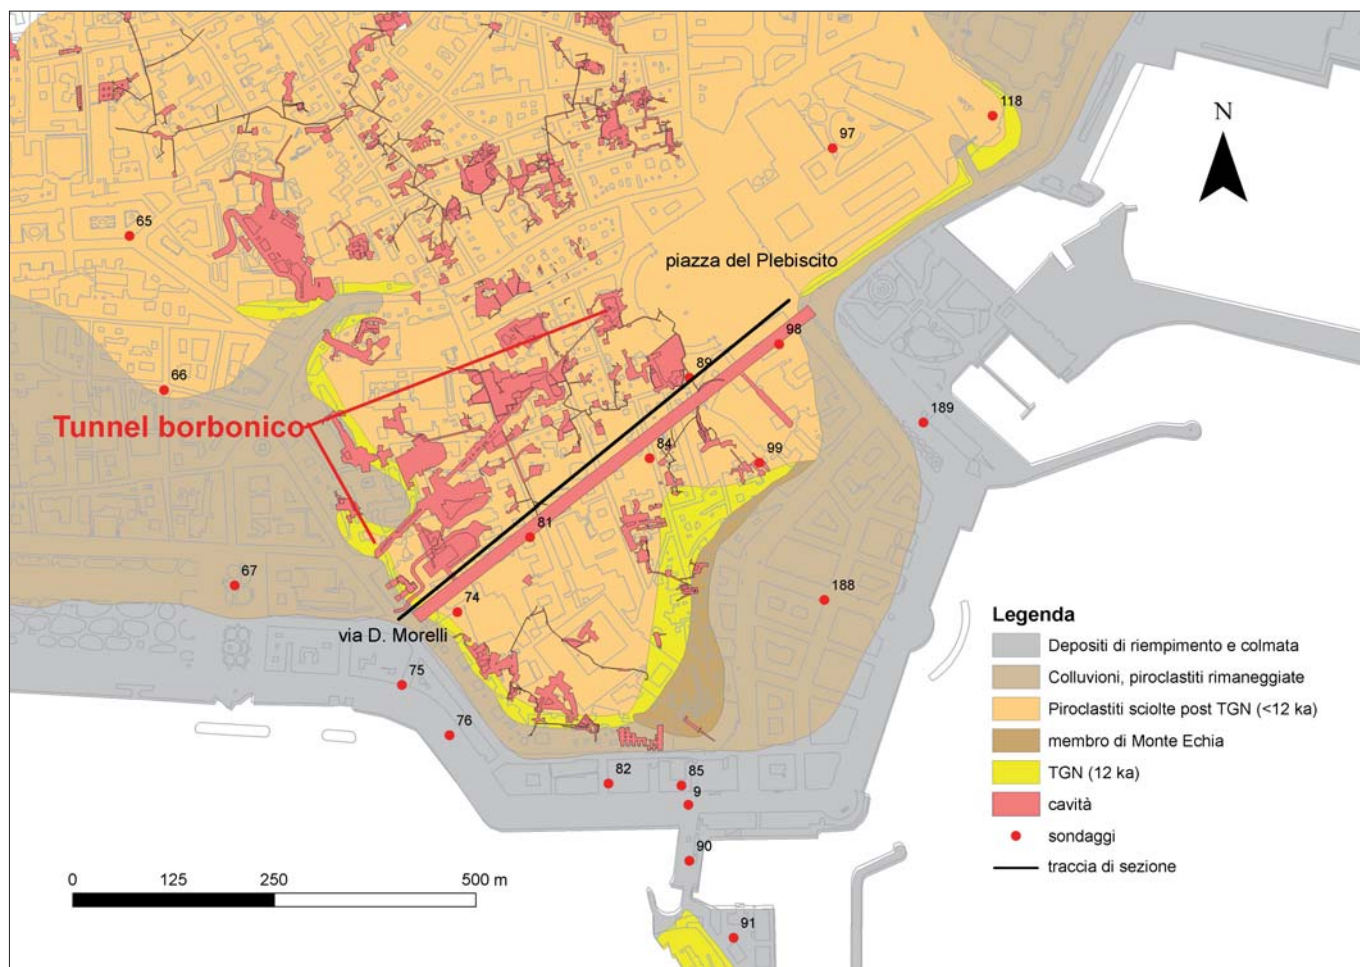 N
118
97
65
piazza del Plebiscito
98
89
66
189
Tunnel borbonico
84
99
81
67
188
74
via D. Morelli
75
76
82
85
9
90
91
Legenda
Depositi di riempimento e colmata
Colluvioni, piroclastiti rimaneggiate
Piroclastiti sciolte post TGN (<12 ka)
membro di Monte Echia
TGN (12 ka)
cavità
sondaggi
traccia di sezione
0 125 250 500 m